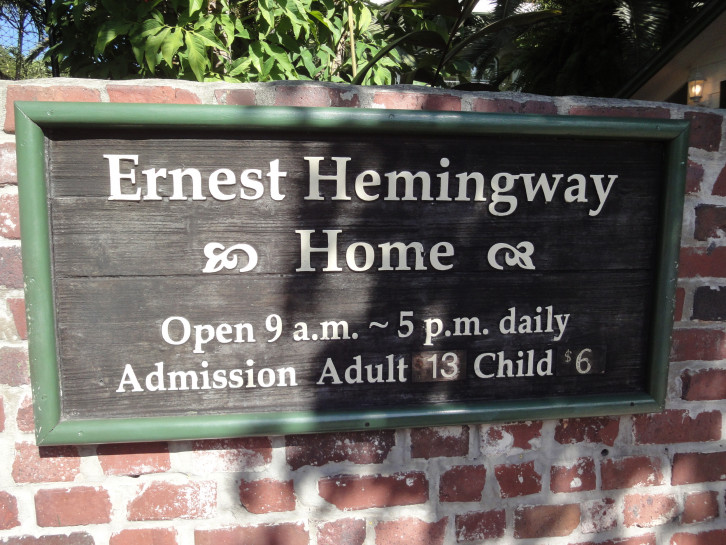 Ernest Hemingway
Home
Open 9 a.m. ~ 5 p.m. daily
Admission Adult $13 Child $6